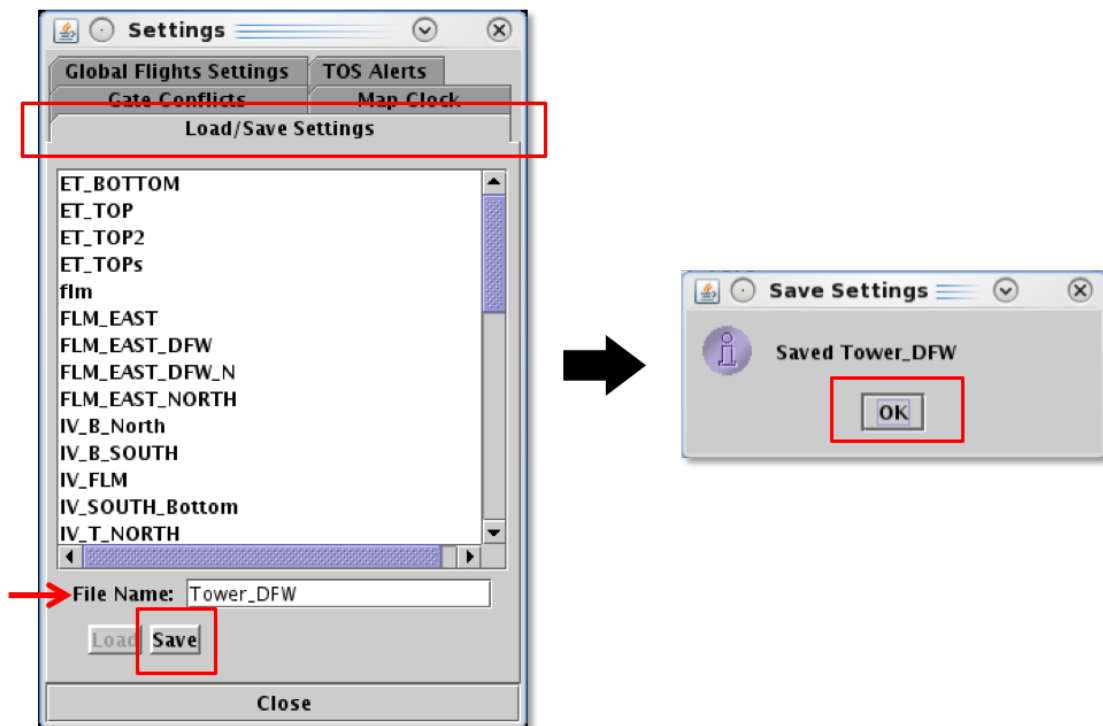 Settings
Global Flights Settings
TOS Alerts
Gate Conflicts
Map Clock
Load/Save Settings
ET_BOTTOM
ET_TOP
ET_TOP2
ET_TOPs
flm
FLM_EAST
FLM_EAST_DFW
FLM_EAST_DFW_N
FLM_EAST_NORTH
IV_B_North
IV_B_SOUTH
IV_FLM
IV_SOUTH_Bottom
IV_T_NORTH
File Name: Tower_DFW
Load Save
Close
Save Settings
Saved Tower_DFW
OK